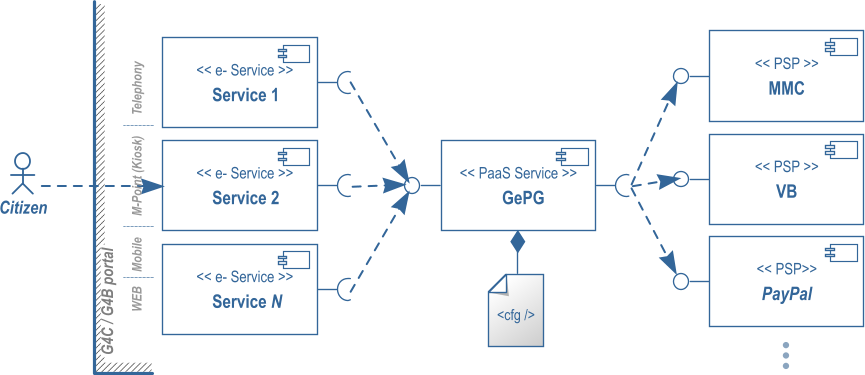 Citizen
G4C / G4B portal
Telephony
M-Point (Kiosk)
Mobile
WEB
<< e- Service >>
Service 1
<< e- Service >>
Service 2
<< e- Service >>
Service N
<< PaaS Service >>
GePG
<cfg />
<< PSP >>
MMC
<< PSP >>
VB
<< PSP>>
PayPal